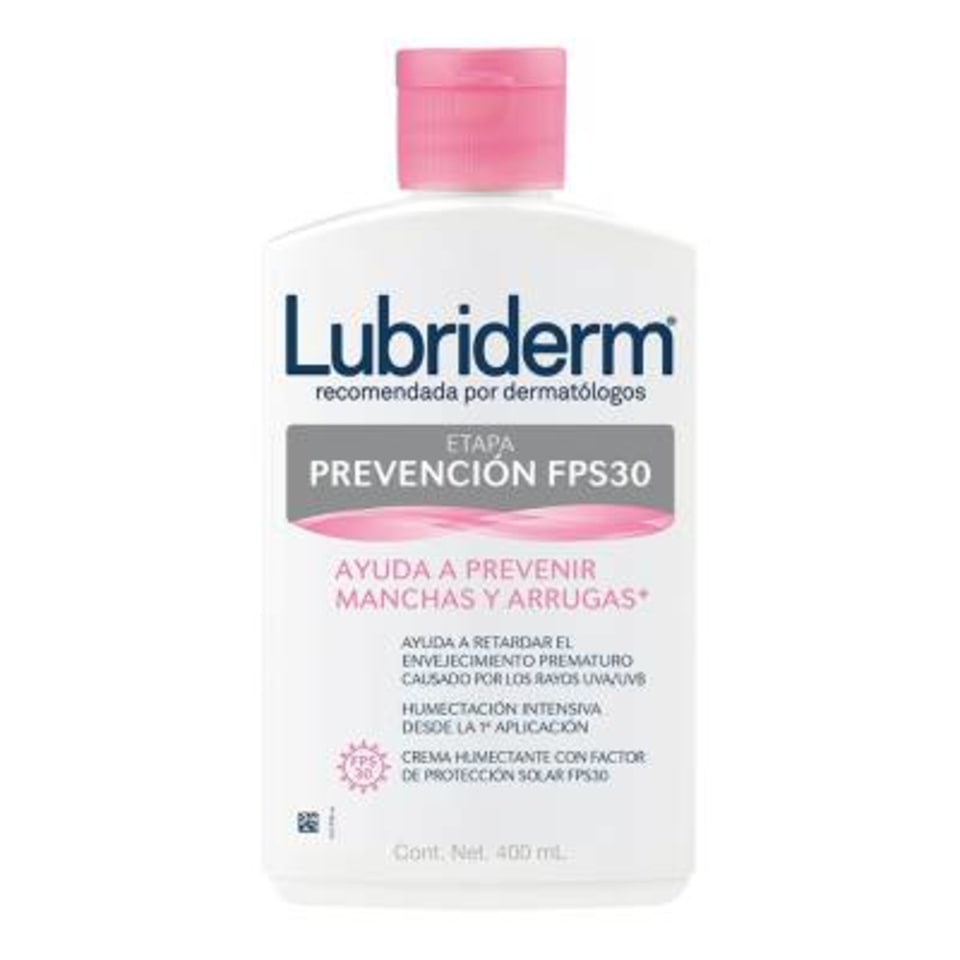 Lubriderm®
recomendada por dermatólogos
ETAPA
PREVENCIÓN FPS30
AYUDA A PREVENIR
MANCHAS Y ARRUGAS*
AYUDA A RETARDAR EL
ENVEJECIMIENTO PREMATURO
CAUSADO POR LOS RAYOS UVA/UVB
HUMECTACIÓN INTENSIVA
DESDE LA 1ª APLICACIÓN
FPS
30
CREMA HUMECTANTE CON FACTOR
DE PROTECCIÓN SOLAR FPS30
Cont. Net. 400 mL